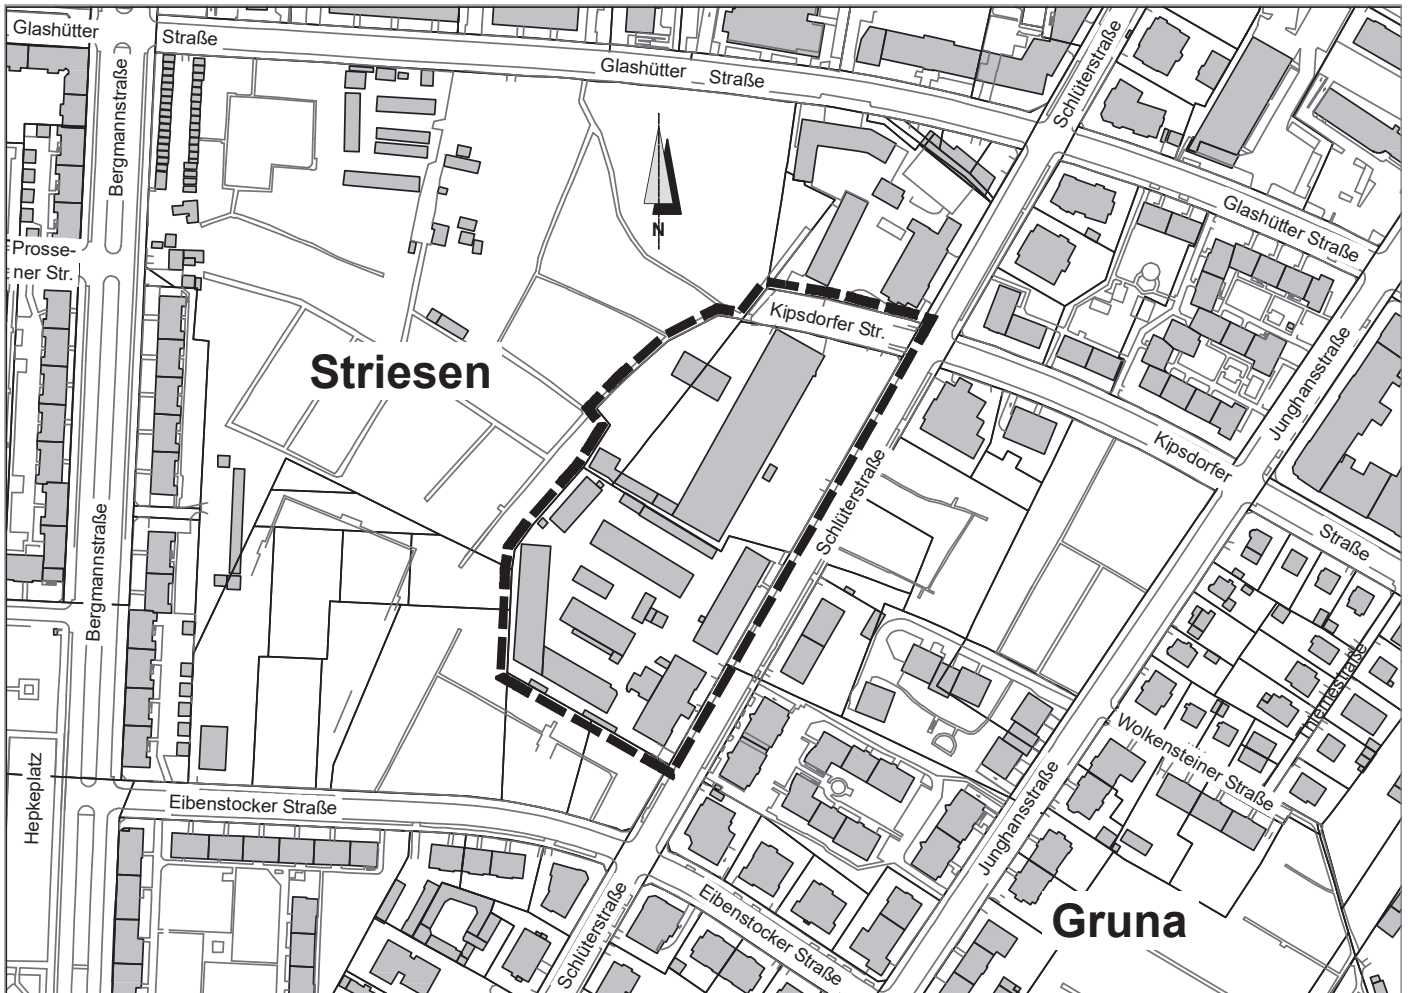 Glashütter
Straße
Glashütter Straße
Schlüterstraße
Bergmannstraße
Glashütter Straße
N
Prosse-
ner Str.
Kipsdorfer Str.
Striesen
Junghansstraße
Kipsdorfer
Straße
Schlüterstraße
Bergmannstraße
Thiemestraße
Wolkensteiner Straße
Hepkeplatz
Eibenstocker Straße
Junghansstraße
Gruna
Eibenstocker Straße
Schlüterstraße